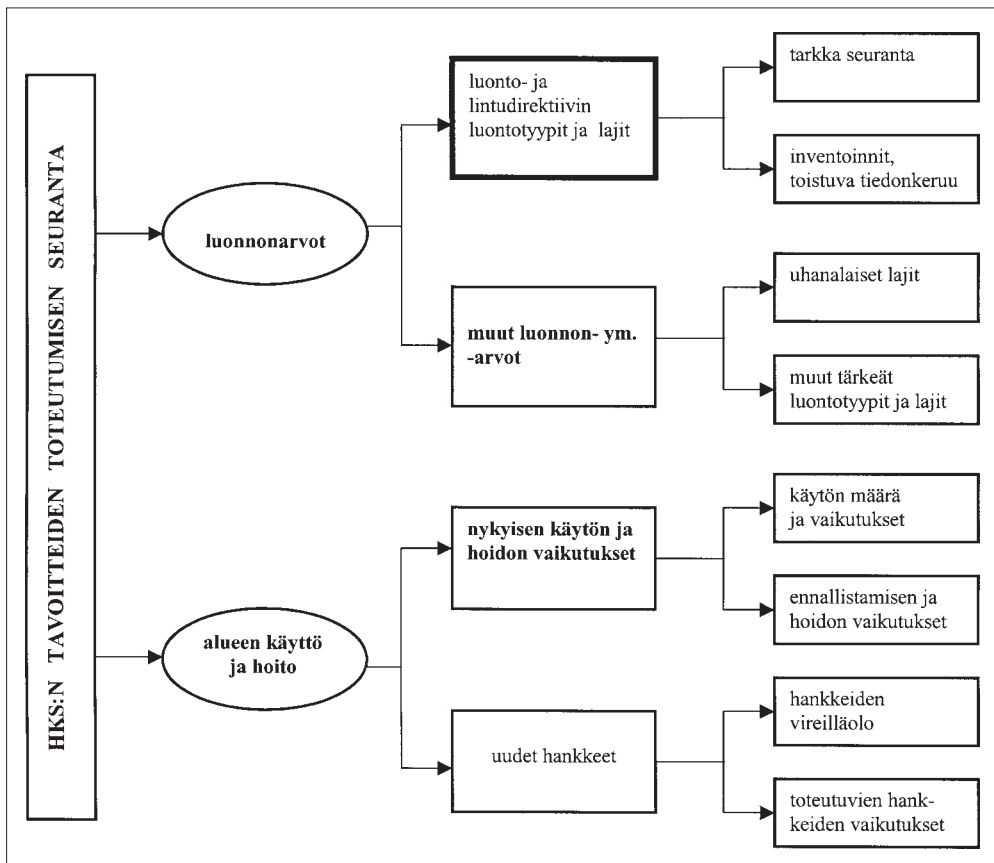 HKS:N TAVOITTEIDEN TOTEUTUMISEN SEURANTA
luonnonarvot
luonto- ja
lintudirektiivin
luontotyypit ja lajit
tarkka seuranta
inventoinnit,
toistuva tiedonkeruu
muut luonnon- ym.
-arvot
uhanalaiset lajit
muut tärkeät
luontotyypit ja lajit
alueen käyttö
ja hoito
nykyisen käytön ja
hoidon vaikutukset
käytön määrä
ja vaikutukset
ennallistamisen ja
hoidon vaikutukset
uudet hankkeet
hankkeiden
vireilläolo
toteutuvien hank-
keiden vaikutukset